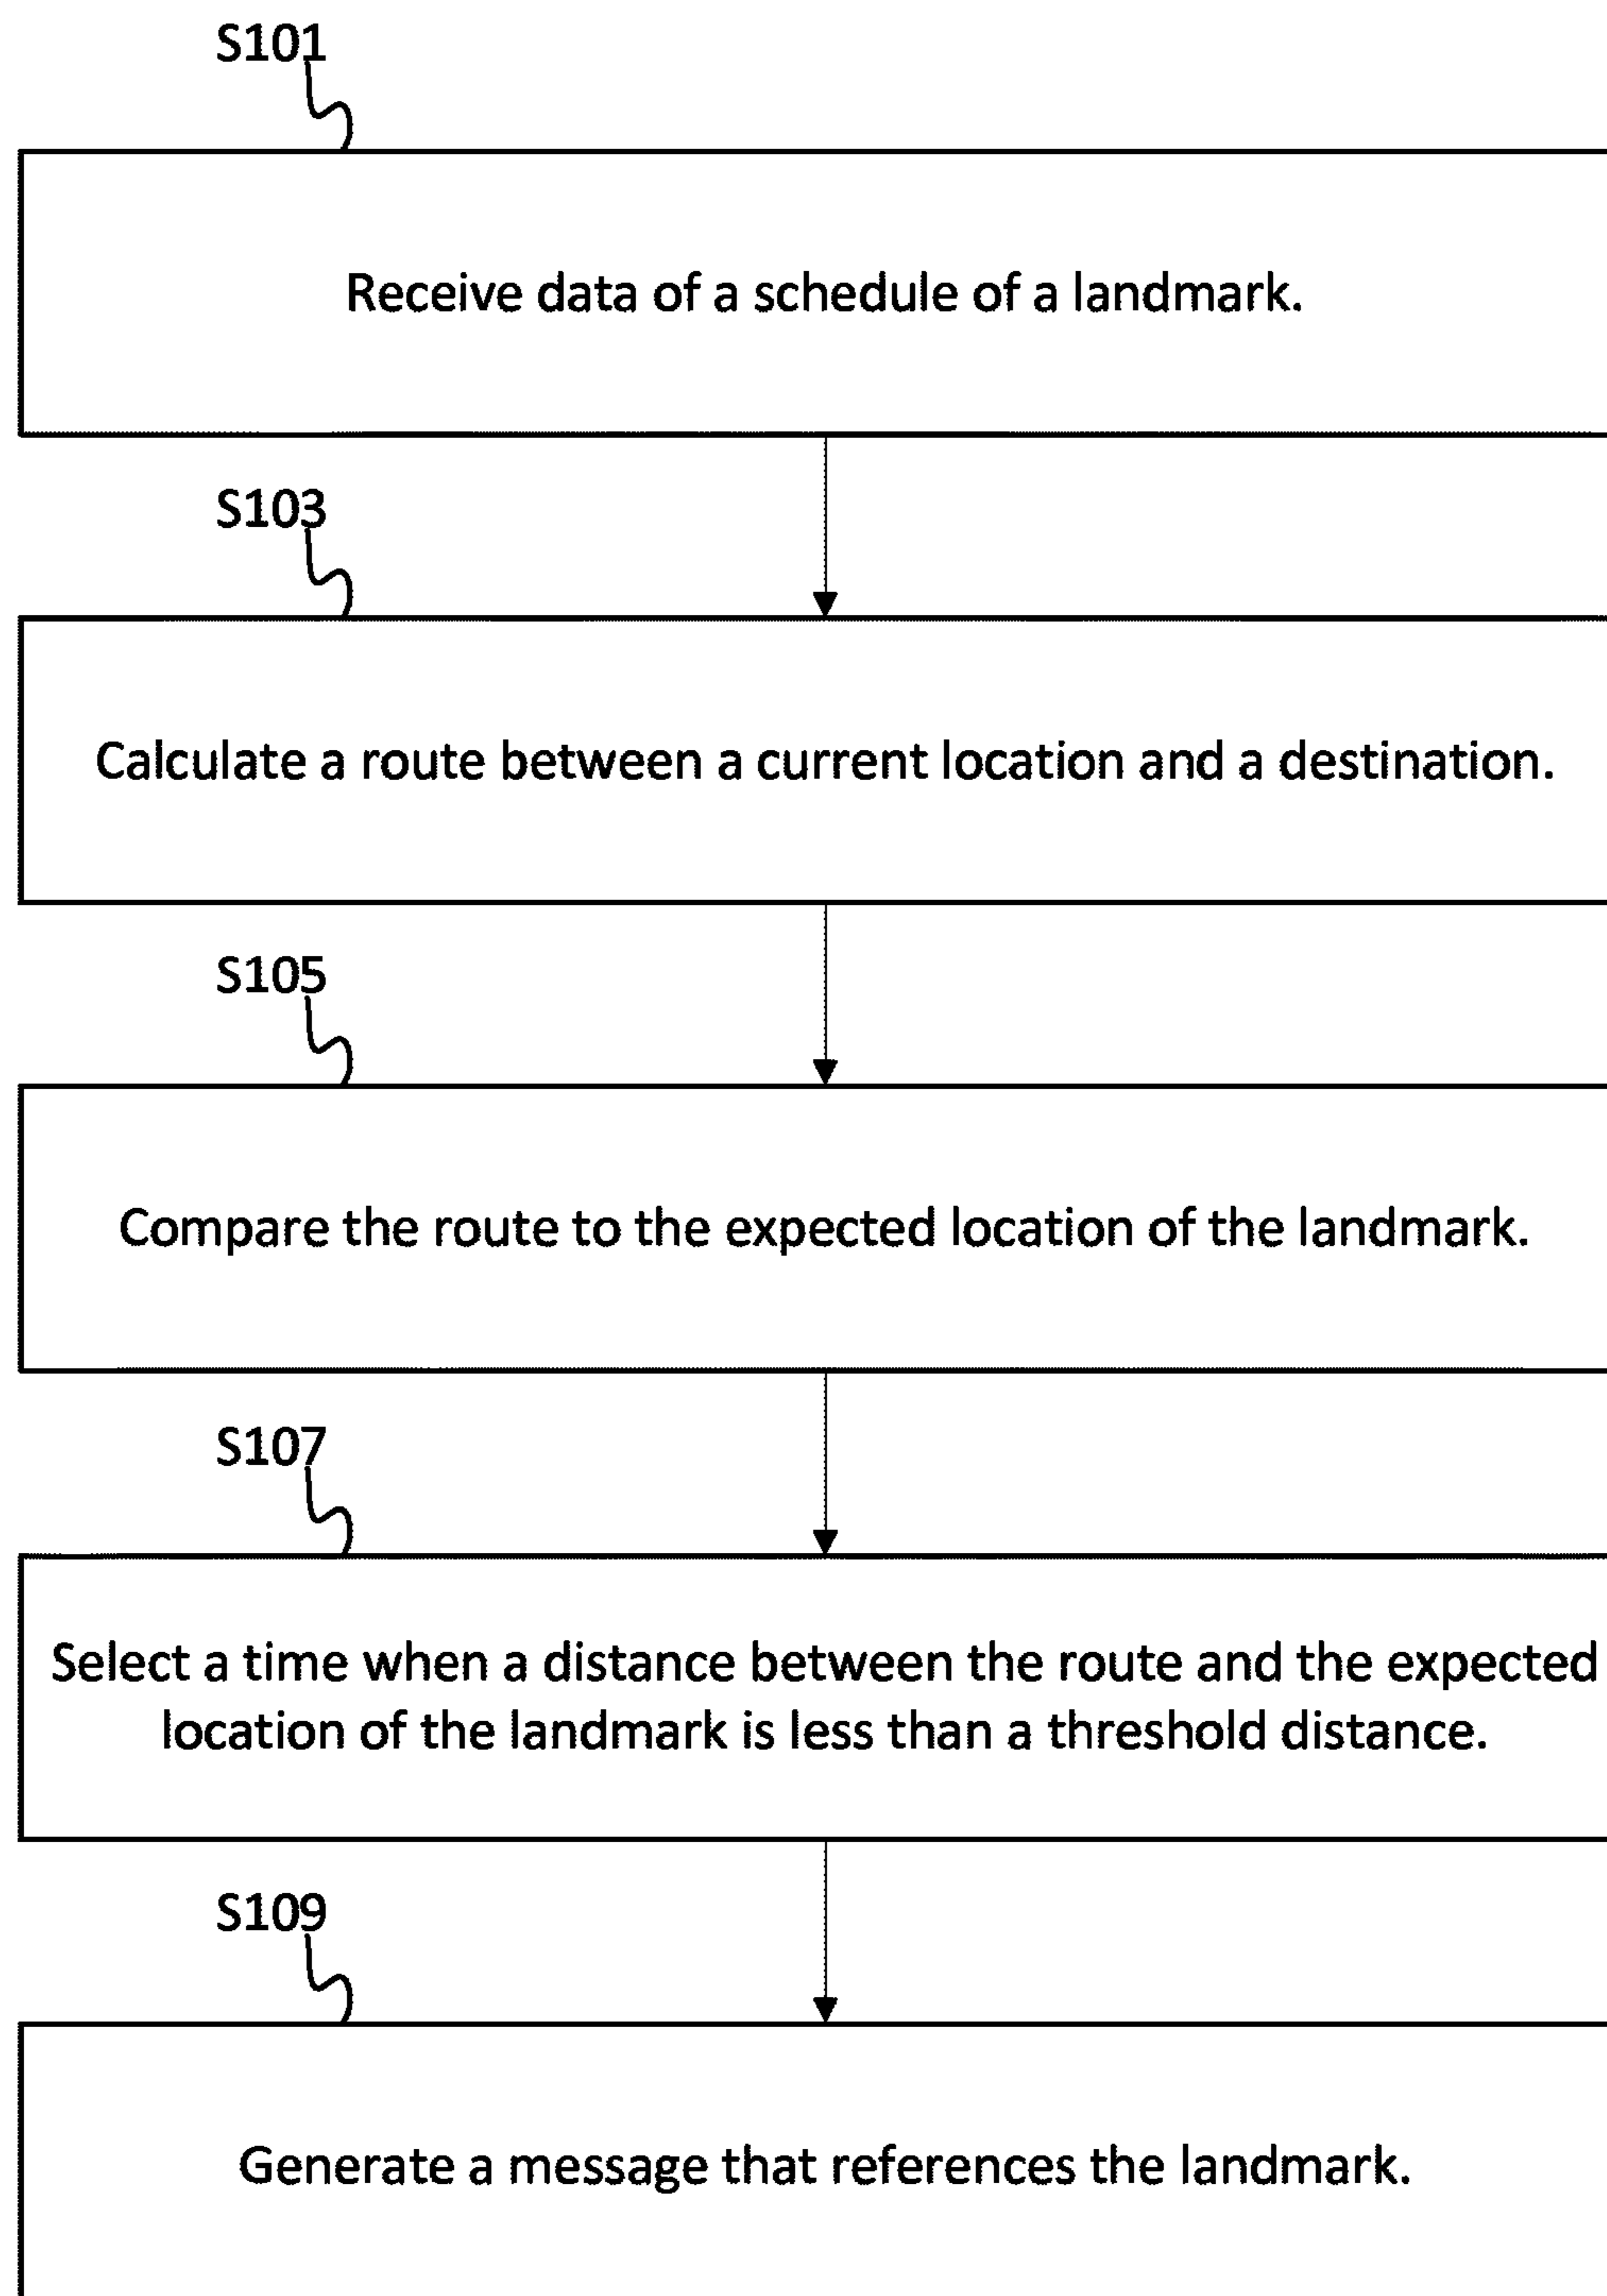 S101
Receive data of a schedule of a landmark.
S103
Calculate a route between a current location and a destination.
S105
Compare the route to the expected location of the landmark.
S107
Select a time when a distance between the route and the expected
location of the landmark is less than a threshold distance.
S109
Generate a message that references the landmark.